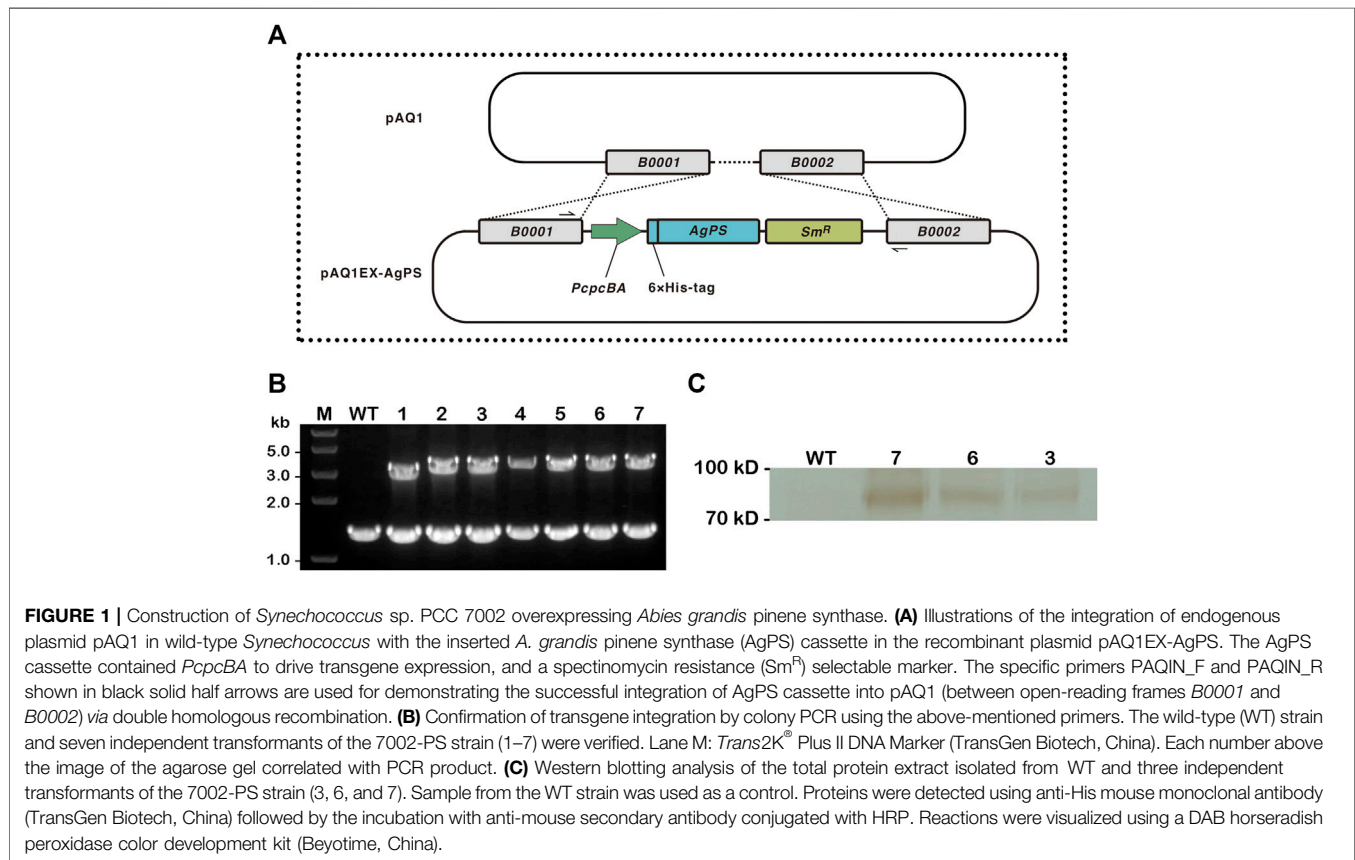 A
pAQ1
B0001
B0002
B0001
AgPS
Smᴿ
B0002
pAQ1EX-AgPS
PcpcBA
6×His-tag
B
C
kb
M
WT
1
2
3
4
5
6
7
5.0
3.0
2.0
1.0
WT
7
6
3
100 kD
70 kD
FIGURE 1 | Construction of Synechococcus sp. PCC 7002 overexpressing Abies grandis pinene synthase. (A) Illustrations of the integration of endogenous
plasmid pAQ1 in wild-type Synechococcus with the inserted A. grandis pinene synthase (AgPS) cassette in the recombinant plasmid pAQ1EX-AgPS. The AgPS
cassette contained PcpcBA to drive transgene expression, and a spectinomycin resistance (Smᴿ) selectable marker. The specific primers PAQIN_F and PAQIN_R
shown in black solid half arrows are used for demonstrating the successful integration of AgPS cassette into pAQ1 (between open-reading frames B0001 and
B0002) via double homologous recombination. (B) Confirmation of transgene integration by colony PCR using the above-mentioned primers. The wild-type (WT) strain
and seven independent transformants of the 7002-PS strain (1–7) were verified. Lane M: Trans2K® Plus II DNA Marker (TransGen Biotech, China). Each number above
the image of the agarose gel correlated with PCR product. (C) Western blotting analysis of the total protein extract isolated from WT and three independent
transformants of the 7002-PS strain (3, 6, and 7). Sample from the WT strain was used as a control. Proteins were detected using anti-His mouse monoclonal antibody
(TransGen Biotech, China) followed by the incubation with anti-mouse secondary antibody conjugated with HRP. Reactions were visualized using a DAB horseradish
peroxidase color development kit (Beyotime, China).